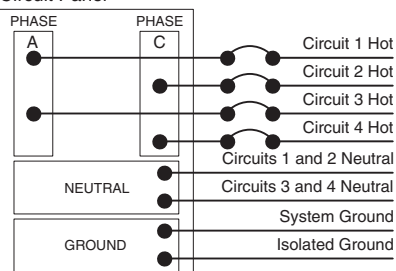 Circuit Panel
PHASE
PHASE
A
C
Circuit 1 Hot
Circuit 2 Hot
Circuit 3 Hot
Circuit 4 Hot
Circuits 1 and 2 Neutral
NEUTRAL
Circuits 3 and 4 Neutral
System Ground
GROUND
Isolated Ground